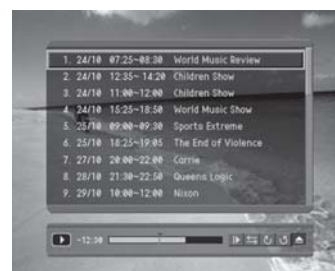 1. 24/10 07:25~08:30 World Music Review
2. 24/10 12:35~ 14:20 Children Show
3. 24/10 11:00~12:00 Children Show
4. 24/10 15:25~18:50 World Music Show
5. 25/10 09:00~09:30 Sports Extreme
6. 25/10 18:25~19:05 The End of Violence
7. 27/10 20:00~22:00 Carrie
8. 28/10 21:30~22:50 Queens Logic
9. 29/10 10:00~12:00 Nixon
-12:30